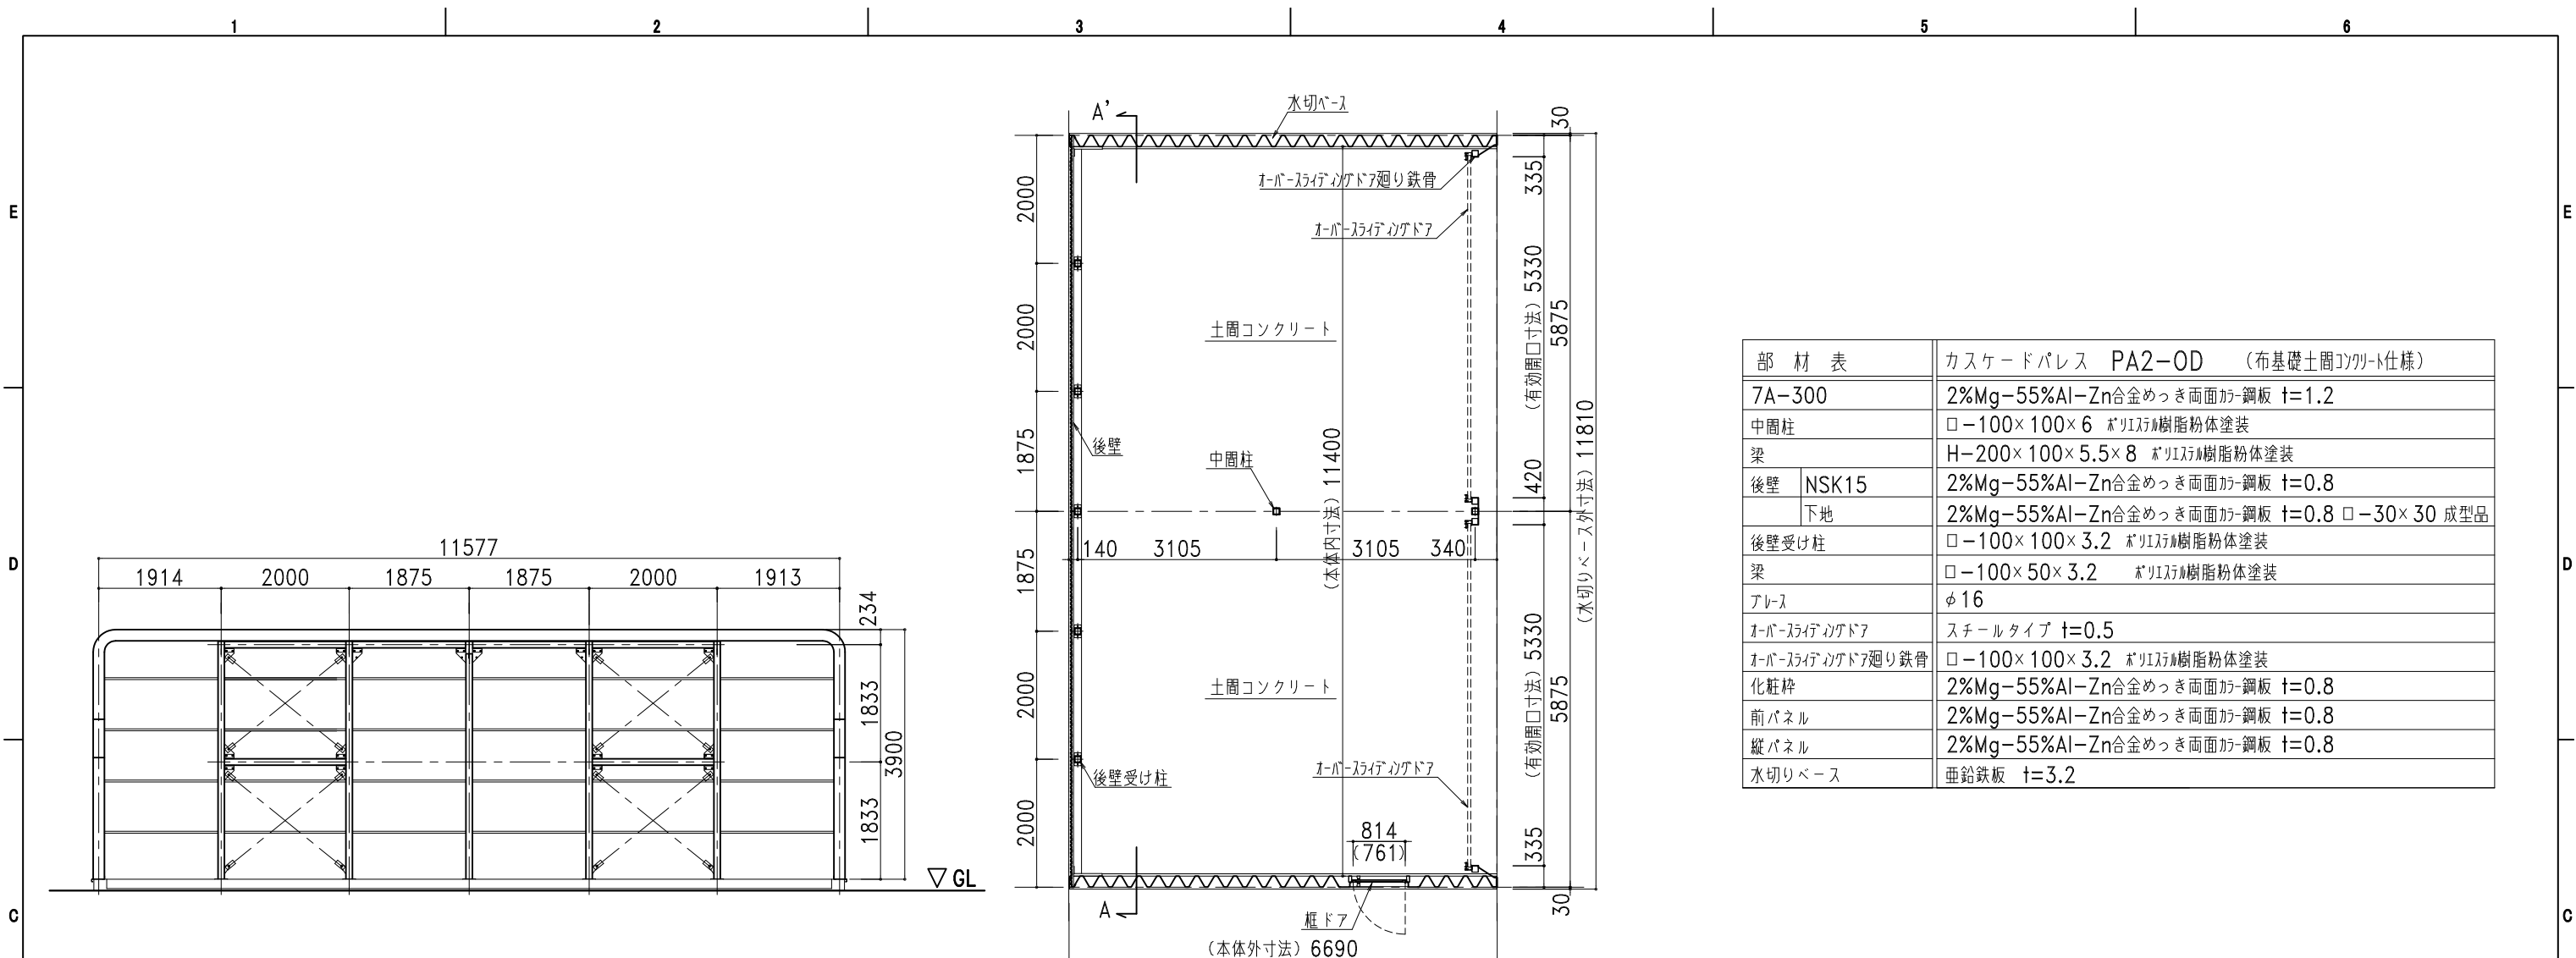 1 2 3 4 5 6
E E
D D
C C
11577
1914 2000 1875 1875 2000 1913
234
1833
1833
3900
▽ GL
A'
水切ベース
オーバースライディングドア廻り鉄骨
オーバースライディングドア
土間コンクリート
後壁
中間柱
140 3105 3105 340
土間コンクリート
後壁受け柱
オーバースライディングドア
814
(761)
A
框ドア
(本体外寸法) 6690
2000
2000
1875
1875
2000
2000
(本体内寸法) 11400
30
335
(有効開口寸法) 5330
5875
420
(水切りベース外寸法) 11810
(有効開口寸法) 5330
5875
335
30
部 材 表 カスケードパレス PA2-OD (布基礎土間コンクリート仕様)
7A-300 2%Mg-55%Al-Zn合金めっき両面カラー鋼板 t=1.2
中間柱 □-100×100×6 ポリエステル樹脂粉体塗装
梁 H-200×100×5.5×8 ポリエステル樹脂粉体塗装
後壁 NSK15 2%Mg-55%Al-Zn合金めっき両面カラー鋼板 t=0.8
下地 2%Mg-55%Al-Zn合金めっき両面カラー鋼板 t=0.8 □-30×30 成型品
後壁受け柱 □-100×100×3.2 ポリエステル樹脂粉体塗装
梁 □-100×50×3.2 ポリエステル樹脂粉体塗装
ブレース φ16
オーバースライディングドア スチールタイプ t=0.5
オーバースライディングドア廻り鉄骨 □-100×100×3.2 ポリエステル樹脂粉体塗装
化粧枠 2%Mg-55%Al-Zn合金めっき両面カラー鋼板 t=0.8
前パネル 2%Mg-55%Al-Zn合金めっき両面カラー鋼板 t=0.8
縦パネル 2%Mg-55%Al-Zn合金めっき両面カラー鋼板 t=0.8
水切りベース 亜鉛鉄板 t=3.2